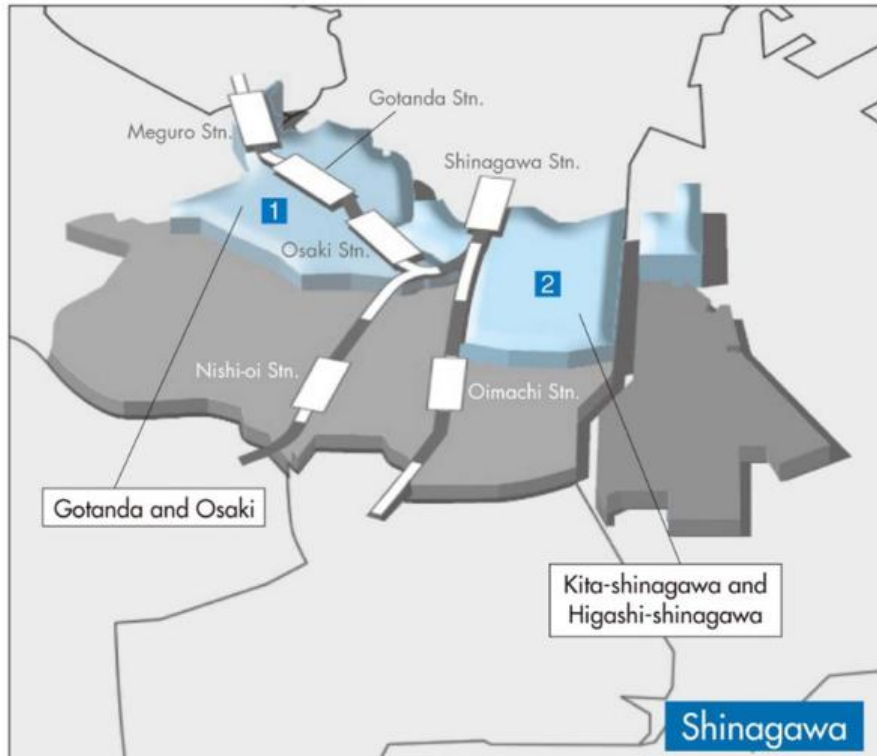 Gotanda Stn.
Meguro Stn.
Shinagawa Stn.
1
Osaki Stn.
2
Nishi-oi Stn.
Oimachi Stn.
Gotanda and Osaki
Kita-shinagawa and
Higashi-shinagawa
Shinagawa